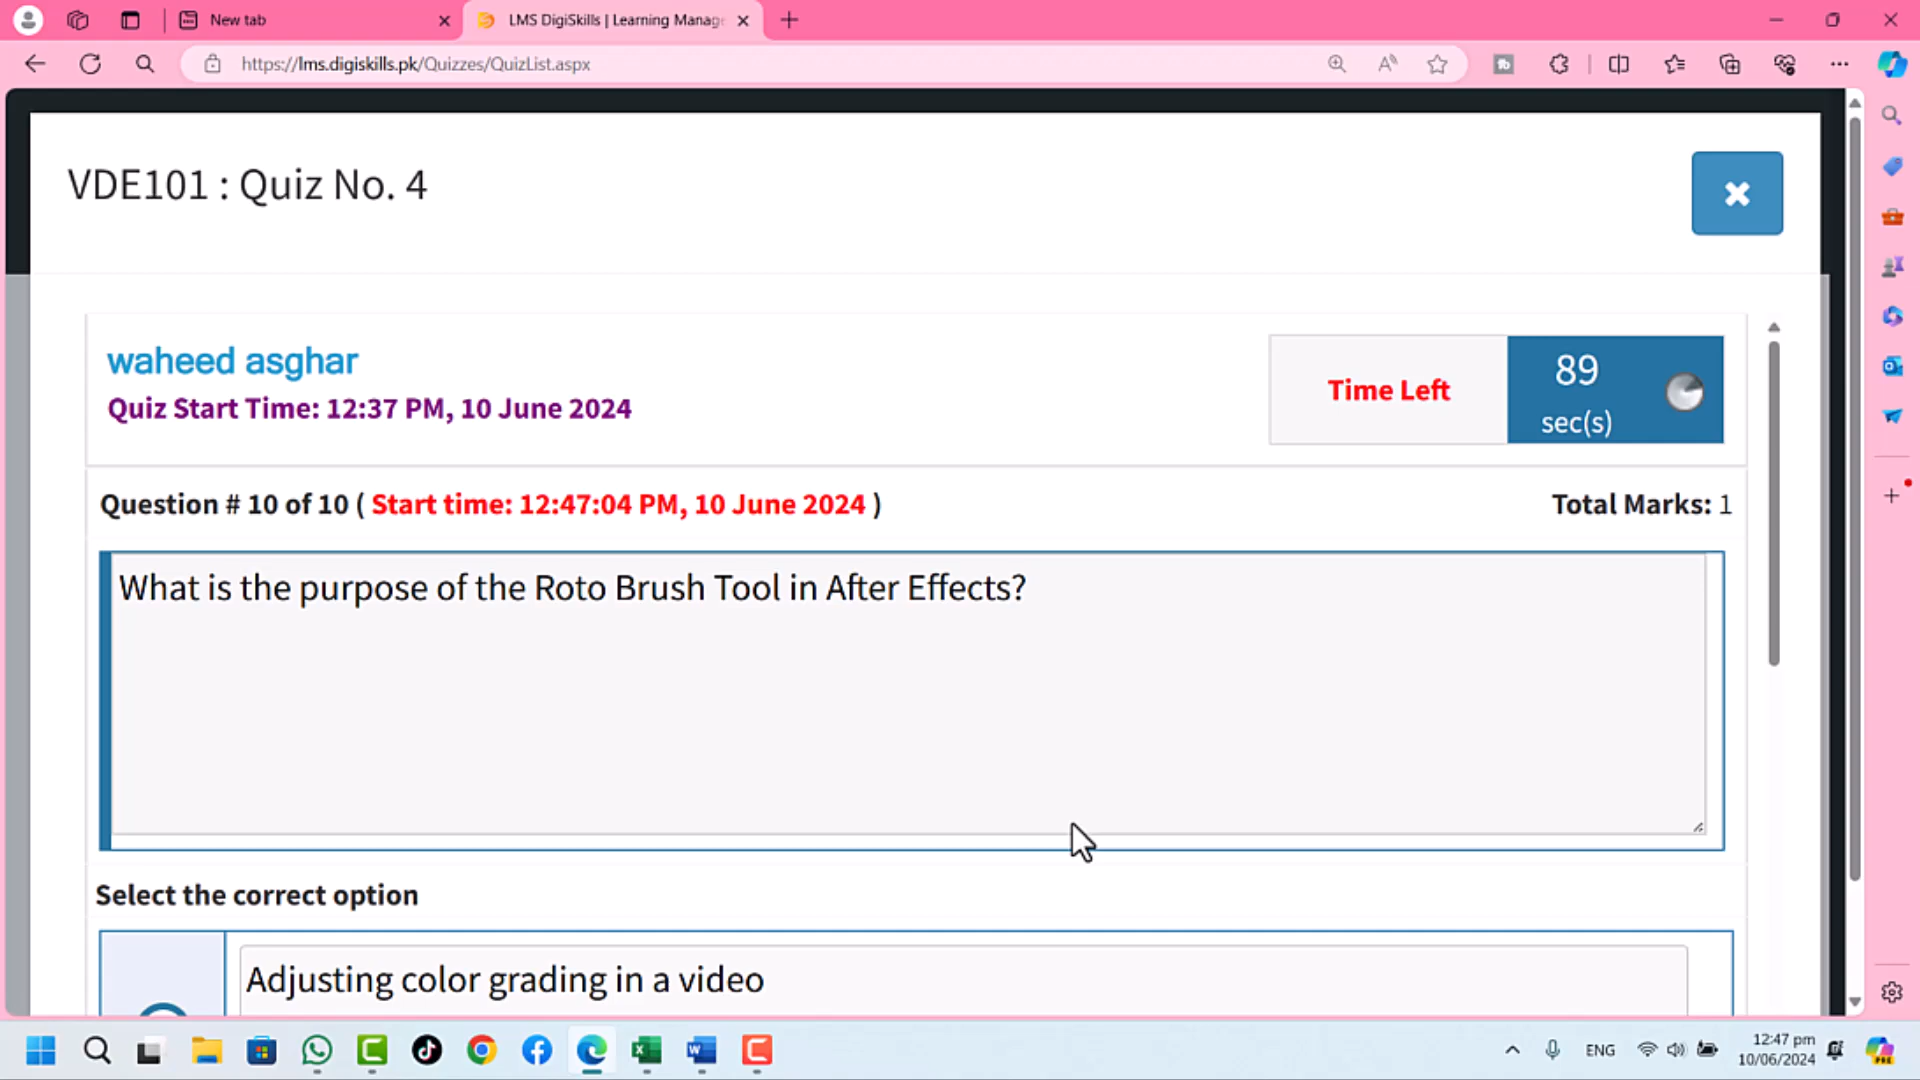 New tab
LMS DigiSkills | Learning Manag
https://lms.digiskills.pk/Quizzes/QuizList.aspx
VDE101 : Quiz No. 4
waheed asghar
Quiz Start Time: 12:37 PM, 10 June 2024
Time Left
89
sec(s)
Question # 10 of 10 ( Start time: 12:47:04 PM, 10 June 2024 )
Total Marks: 1
What is the purpose of the Roto Brush Tool in After Effects?
Select the correct option
Adjusting color grading in a video
ENG
12:47 pm
10/06/2024